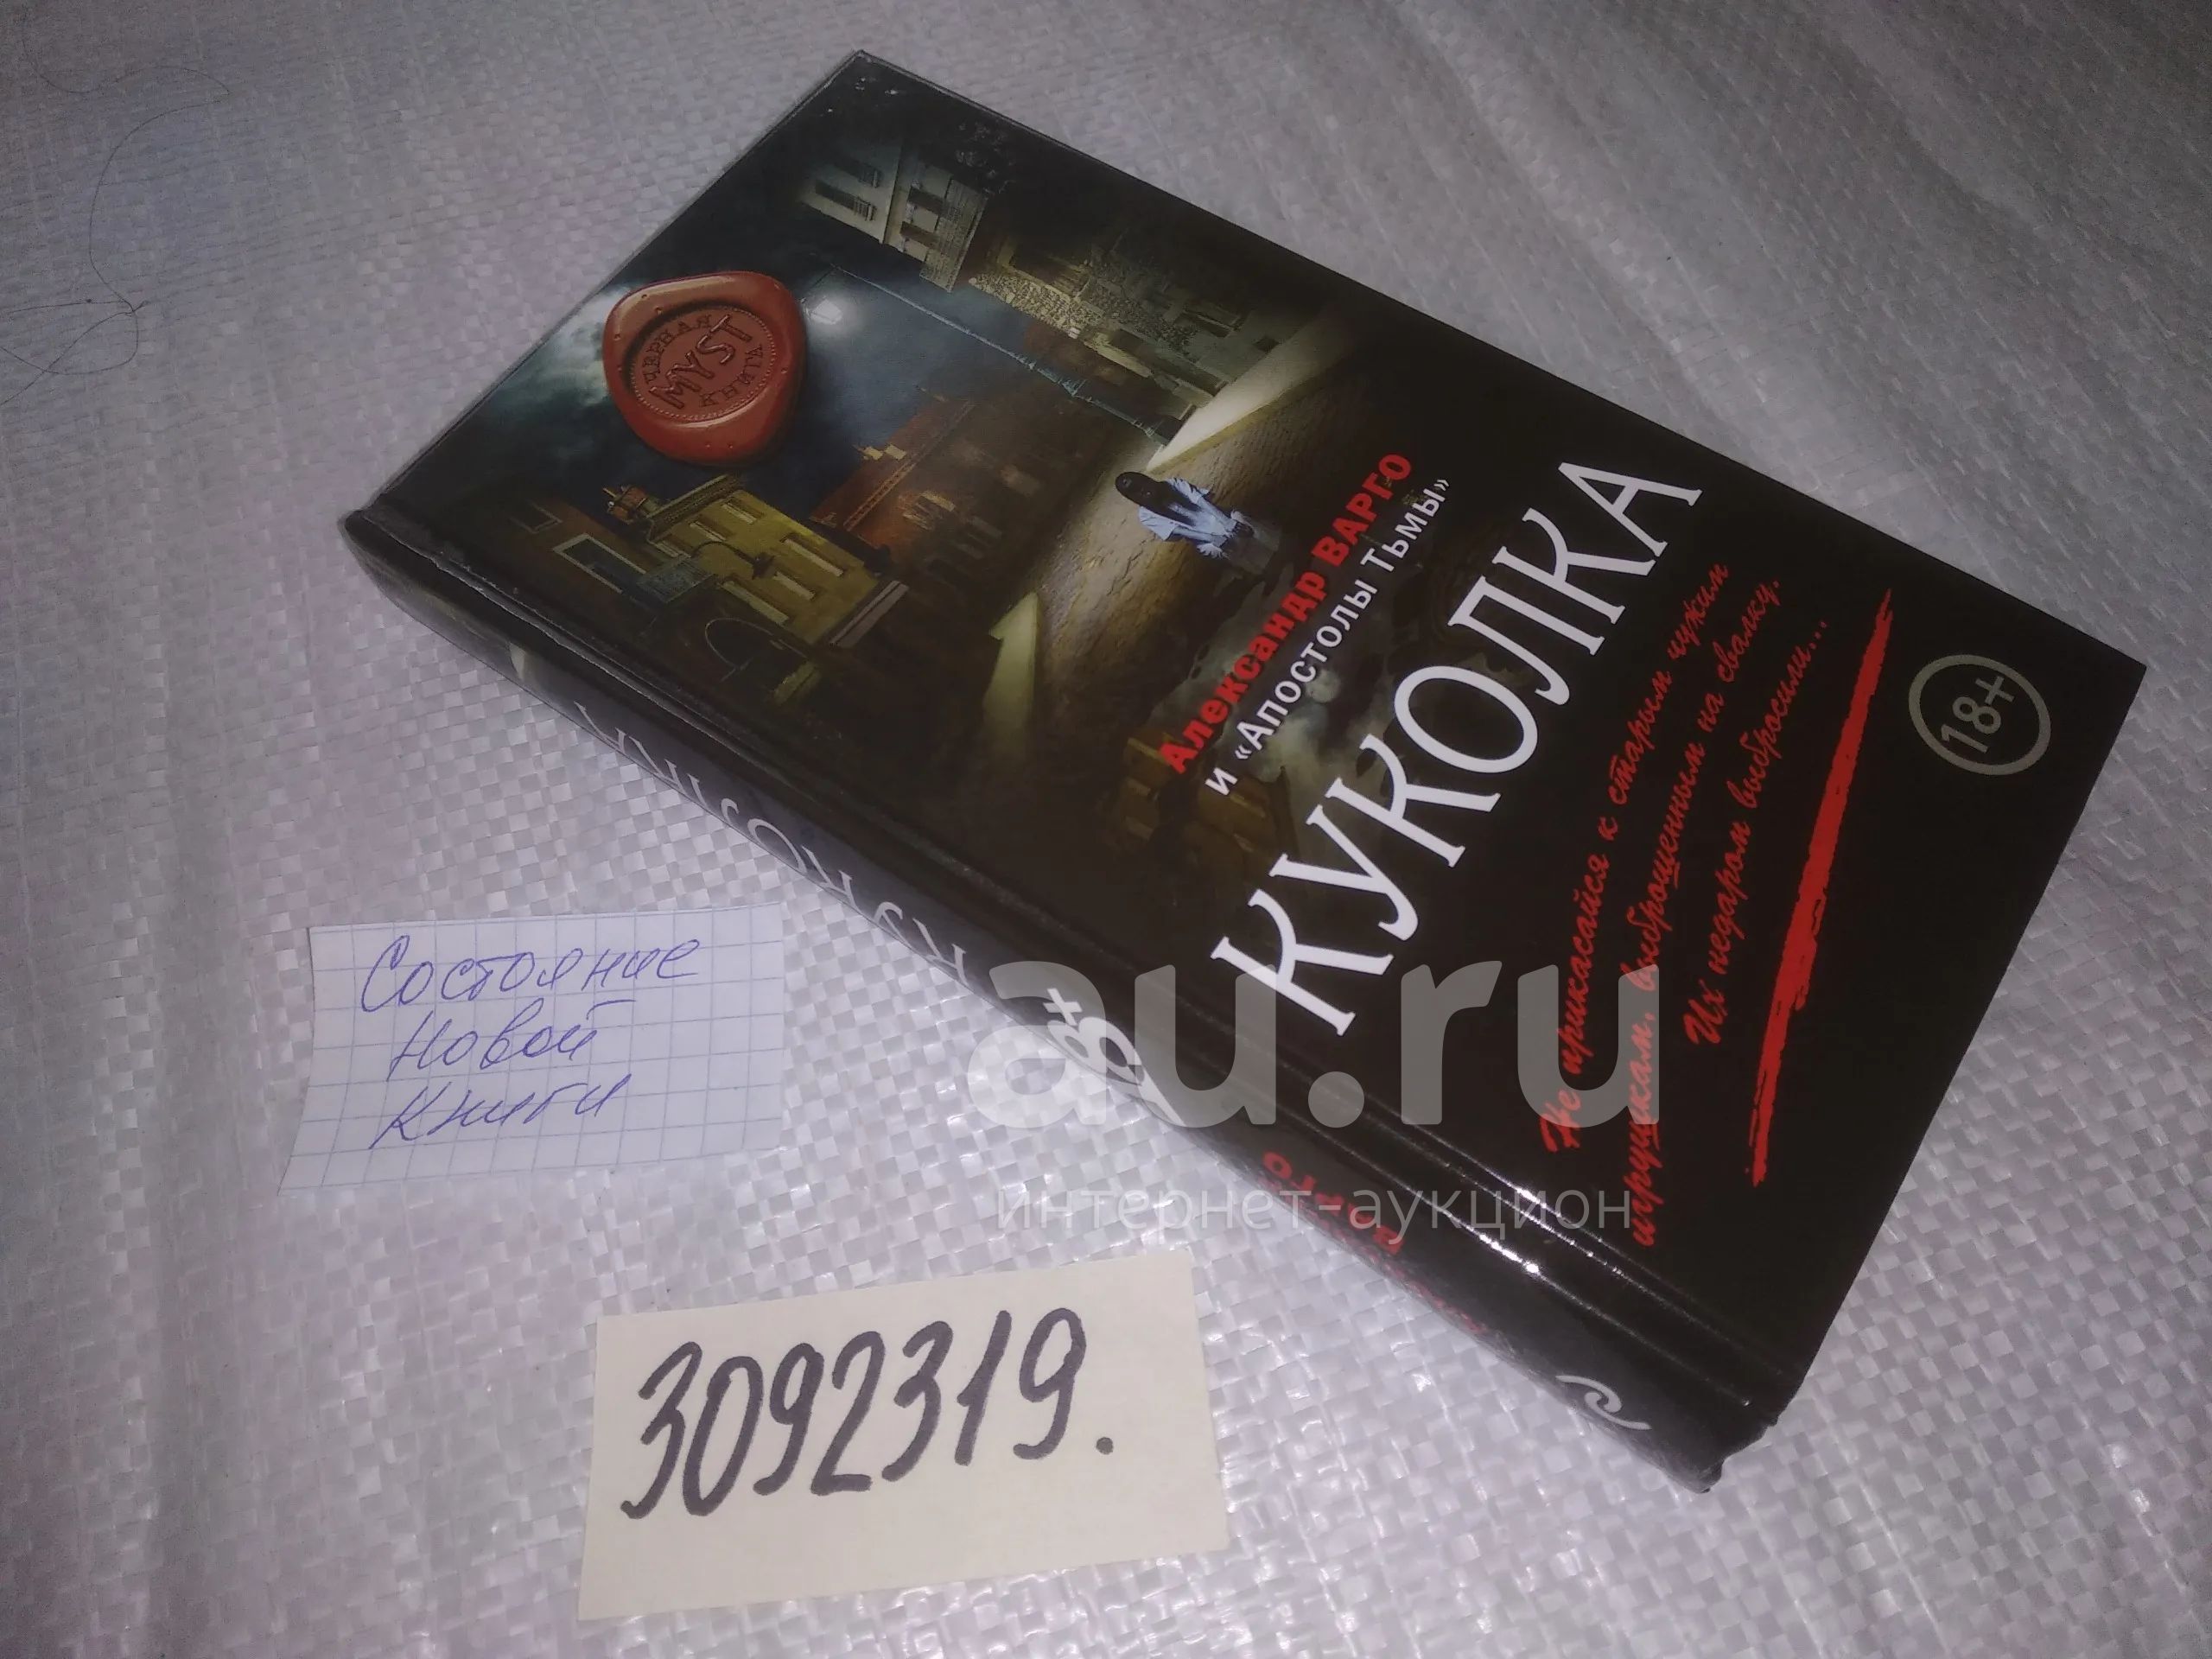 ЧЕРНАЯ
MYST
КНИГА
Александр ВАРГО
и «Апостолы Тьмы»
КУКОЛКА
Не прикасайся к старым чужим
игрушкам, выброшенным на свалку.
Их недаром выбросили...
18+
КУКОЛКА
18+
Состояние
Новой
Книги
3092319.
au.ru
интернет-аукцион